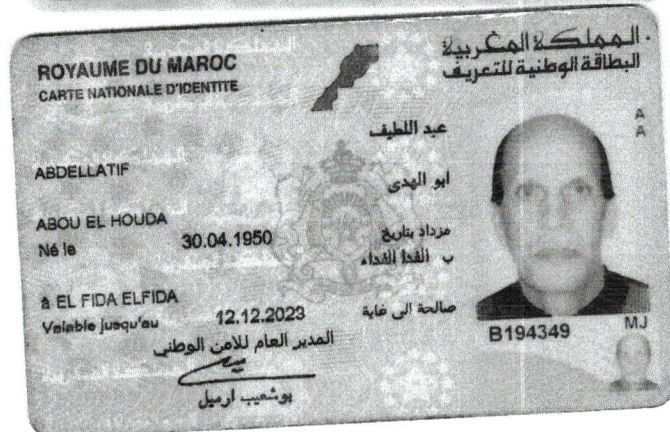 ROYAUME DU MAROC
المملكة المغربية
CARTE NATIONALE D'IDENTITE
البطاقة الوطنية للتعريف
عبد اللطيف
ABDELLATIF
ابو الهدى
ABOU EL HOUDA
Né le 30.04.1950 مزداد بتاريخ
ب الفدا الفداء
à EL FIDA ELFIDA
Valable jusqu'au 12.12.2023 صالحة الى غاية
المدير العام للامن الوطني
بوشعيب ارميل
B194349
MJ
A
A